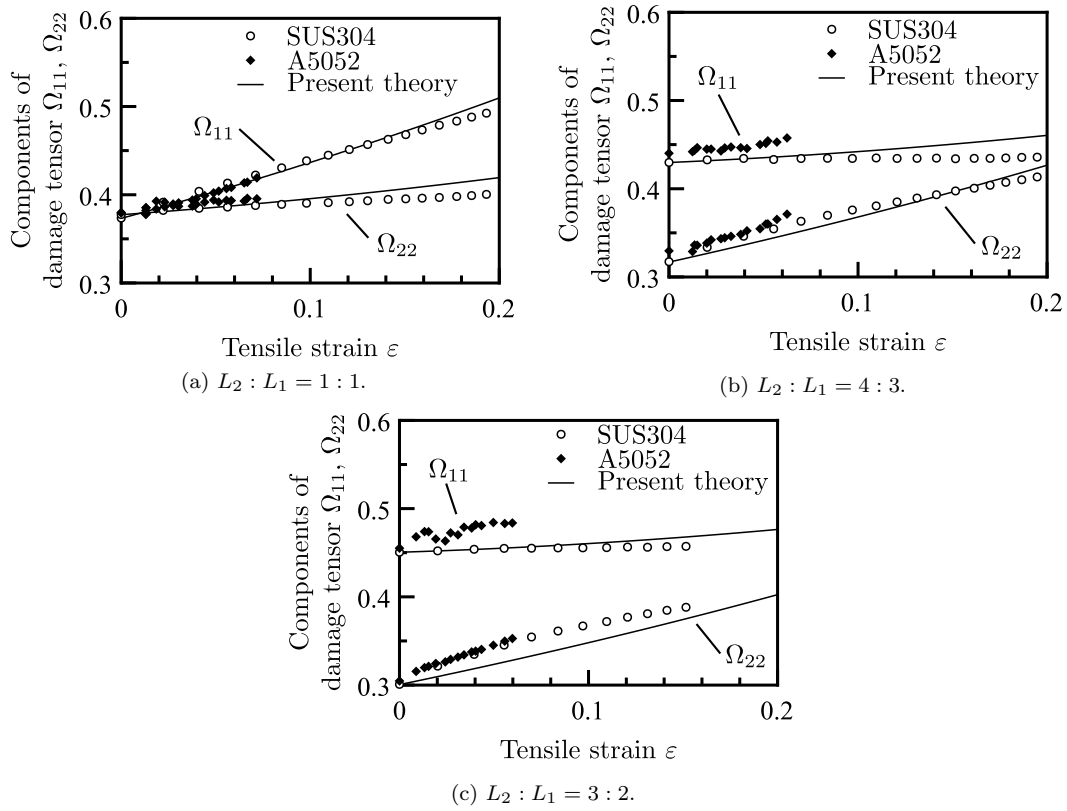 0.6
0.5
0.4
0.3
Components of
damage tensor Ω₁₁, Ω₂₂
SUS304
A5052
Present theory
Ω₁₁
Ω₂₂
0 0.1 0.2
Tensile strain ε
(a) L₂ : L₁ = 1 : 1.
0.6
0.5
0.4
0.3
Components of
damage tensor Ω₁₁, Ω₂₂
SUS304
A5052
Present theory
Ω₁₁
Ω₂₂
0 0.1 0.2
Tensile strain ε
(b) L₂ : L₁ = 4 : 3.
0.6
0.5
0.4
0.3
Components of
damage tensor Ω₁₁, Ω₂₂
SUS304
A5052
Present theory
Ω₁₁
Ω₂₂
0 0.1 0.2
Tensile strain ε
(c) L₂ : L₁ = 3 : 2.